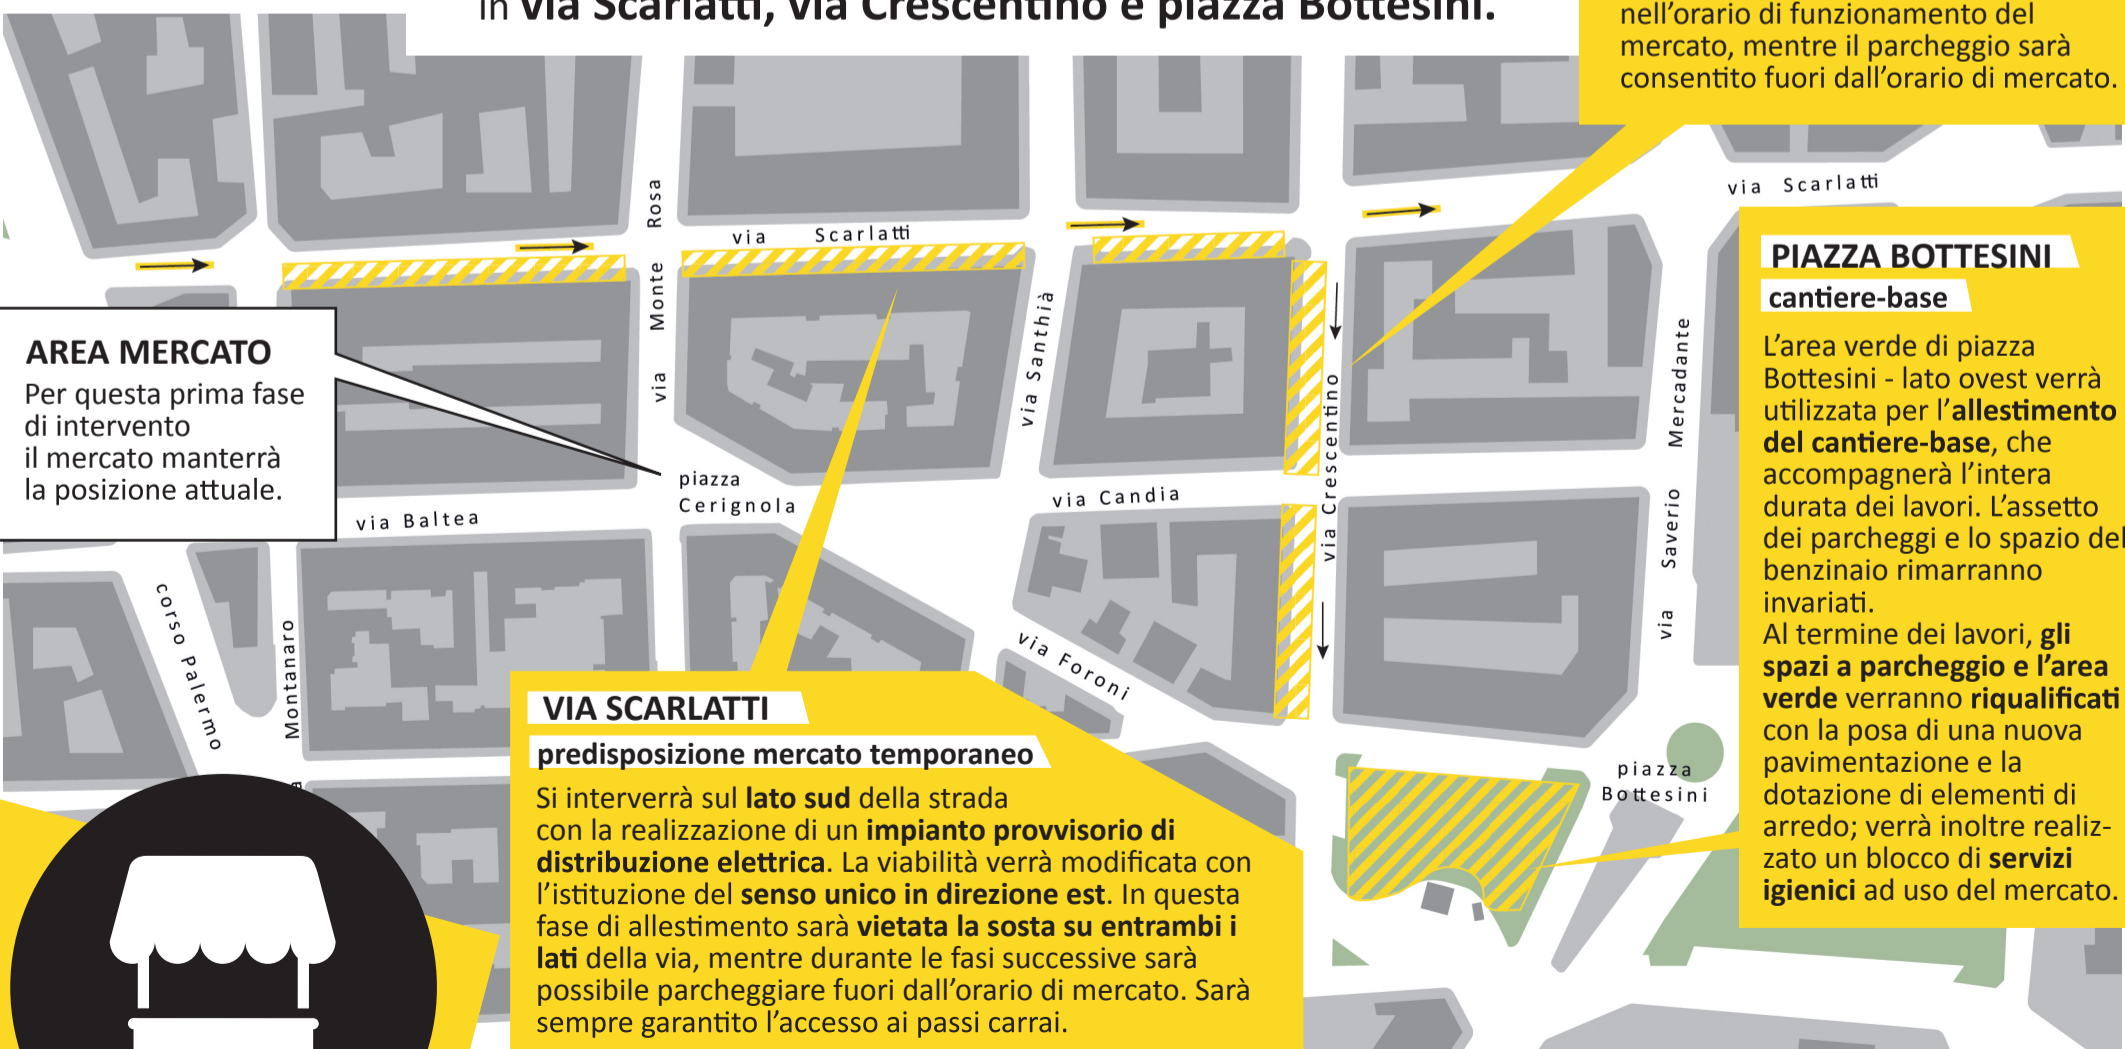 in via Scarlatti, via Crescentino e piazza Bottesini.
nell'orario di funzionamento del
mercato, mentre il parcheggio sarà
consentito fuori dall'orario di mercato.
via Scarlatti
via Monte Rosa
via Scarlatti
via Santhià
via Crescentino
via Saverio Mercadante
AREA MERCATO
Per questa prima fase
di intervento
il mercato manterrà
la posizione attuale.
piazza
Cerignola
via Candia
via Baltea
corso Palermo
Montanaro
via Foroni
piazza
Bottesini
PIAZZA BOTTESINI
cantiere-base
L'area verde di piazza
Bottesini - lato ovest verrà
utilizzata per l'allestimento
del cantiere-base, che
accompagnerà l'intera
durata dei lavori. L'assetto
dei parcheggi e lo spazio del
benzinaio rimarranno
invariati.
Al termine dei lavori, gli
spazi a parcheggio e l'area
verde verranno riqualificati
con la posa di una nuova
pavimentazione e la
dotazione di elementi di
arredo; verrà inoltre realiz-
zato un blocco di servizi
igienici ad uso del mercato.
VIA SCARLATTI
predisposizione mercato temporaneo
Si interverrà sul lato sud della strada
con la realizzazione di un impianto provvisorio di
distribuzione elettrica. La viabilità verrà modificata con
l'istituzione del senso unico in direzione est. In questa
fase di allestimento sarà vietata la sosta su entrambi i
lati della via, mentre durante le fasi successive sarà
possibile parcheggiare fuori dall'orario di mercato. Sarà
sempre garantito l'accesso ai passi carrai.